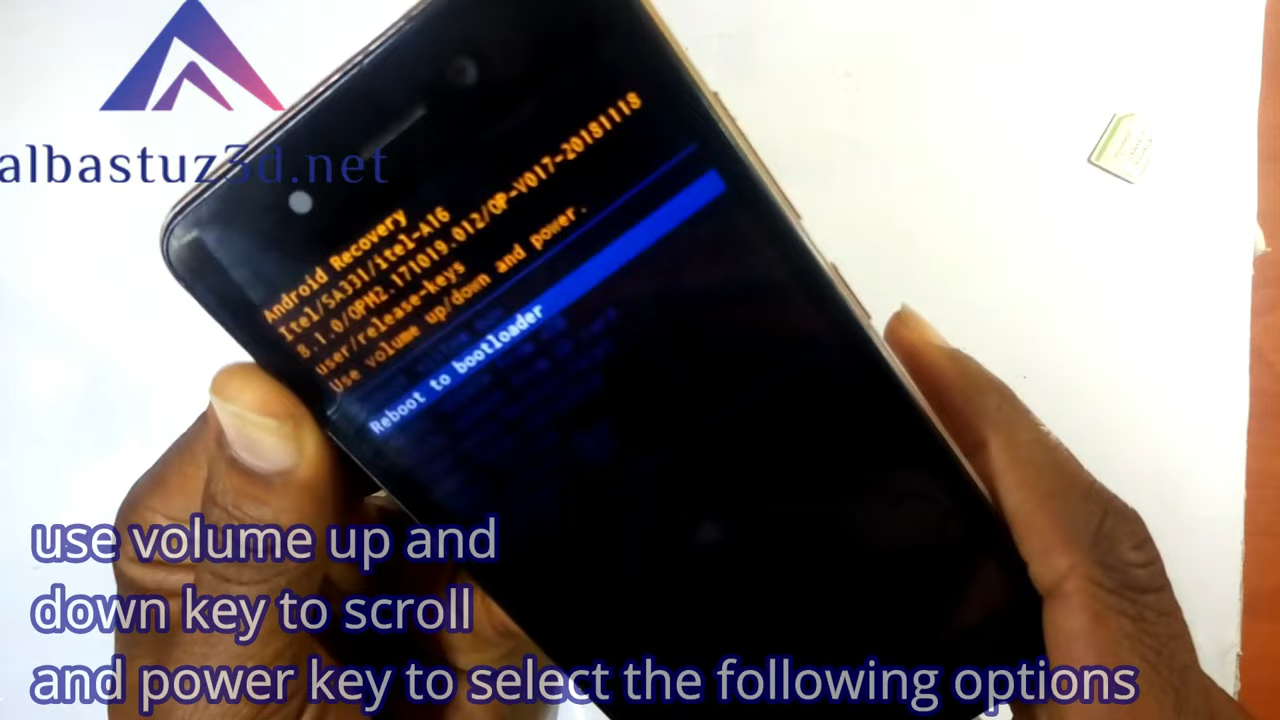 albastuz3d.net
Android Recovery
Itel/SA331/itel-A16
8.1.0/OPM2.171019.012/OP-V017-20181118
user/release-keys
Use volume up/down and power.
Reboot to bootloader
use volume up and
down key to scroll
and power key to select the following options